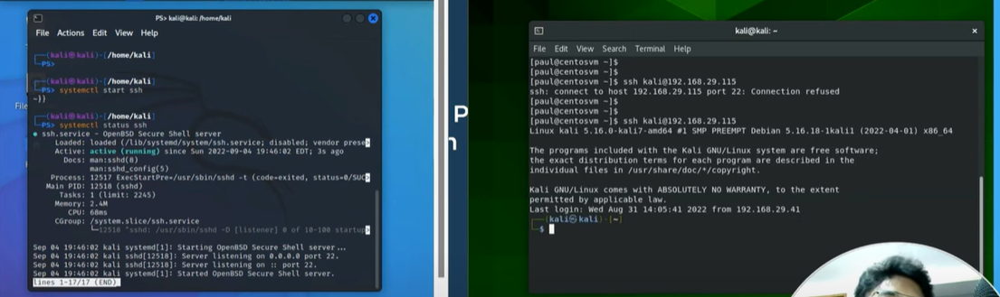 PS> kali@kali: /home/kali
File Actions Edit View Help
┌──(kali㉿kali)-[/home/kali]
└─PS>
┌──(kali㉿kali)-[/home/kali]
└─PS> systemctl start ssh
~}}
┌──(kali㉿kali)-[/home/kali]
└─PS> systemctl status ssh
● ssh.service - OpenBSD Secure Shell server
Loaded: loaded (/lib/systemd/system/ssh.service; disabled; vendor prese>
Active: active (running) since Sun 2022-09-04 19:46:02 EDT; 3s ago
Docs: man:sshd(8)
man:sshd_config(5)
Process: 12517 ExecStartPre=/usr/sbin/sshd -t (code=exited, status=0/SUC>
Main PID: 12518 (sshd)
Tasks: 1 (limit: 2245)
Memory: 2.4M
CPU: 68ms
CGroup: /system.slice/ssh.service
└─12518 "sshd: /usr/sbin/sshd -D [listener] 0 of 10-100 startup>
Sep 04 19:46:02 kali systemd[1]: Starting OpenBSD Secure Shell server...
Sep 04 19:46:02 kali sshd[12518]: Server listening on 0.0.0.0 port 22.
Sep 04 19:46:02 kali sshd[12518]: Server listening on :: port 22.
Sep 04 19:46:02 kali systemd[1]: Started OpenBSD Secure Shell server.
lines 1-17/17 (END)
kali@kali: ~
File Edit View Search Terminal Help
[paul@centosvm ~]$
[paul@centosvm ~]$
[paul@centosvm ~]$ ssh kali@192.168.29.115
ssh: connect to host 192.168.29.115 port 22: Connection refused
[paul@centosvm ~]$
[paul@centosvm ~]$
[paul@centosvm ~]$ ssh kali@192.168.29.115
Linux kali 5.16.0-kali7-amd64 #1 SMP PREEMPT Debian 5.16.18-1kali1 (2022-04-01) x86_64
The programs included with the Kali GNU/Linux system are free software;
the exact distribution terms for each program are described in the
individual files in /usr/share/doc/*/copyright.
Kali GNU/Linux comes with ABSOLUTELY NO WARRANTY, to the extent
permitted by applicable law.
Last login: Wed Aug 31 14:05:41 2022 from 192.168.29.41
┌──(kali㉿kali)-[~]
└─$